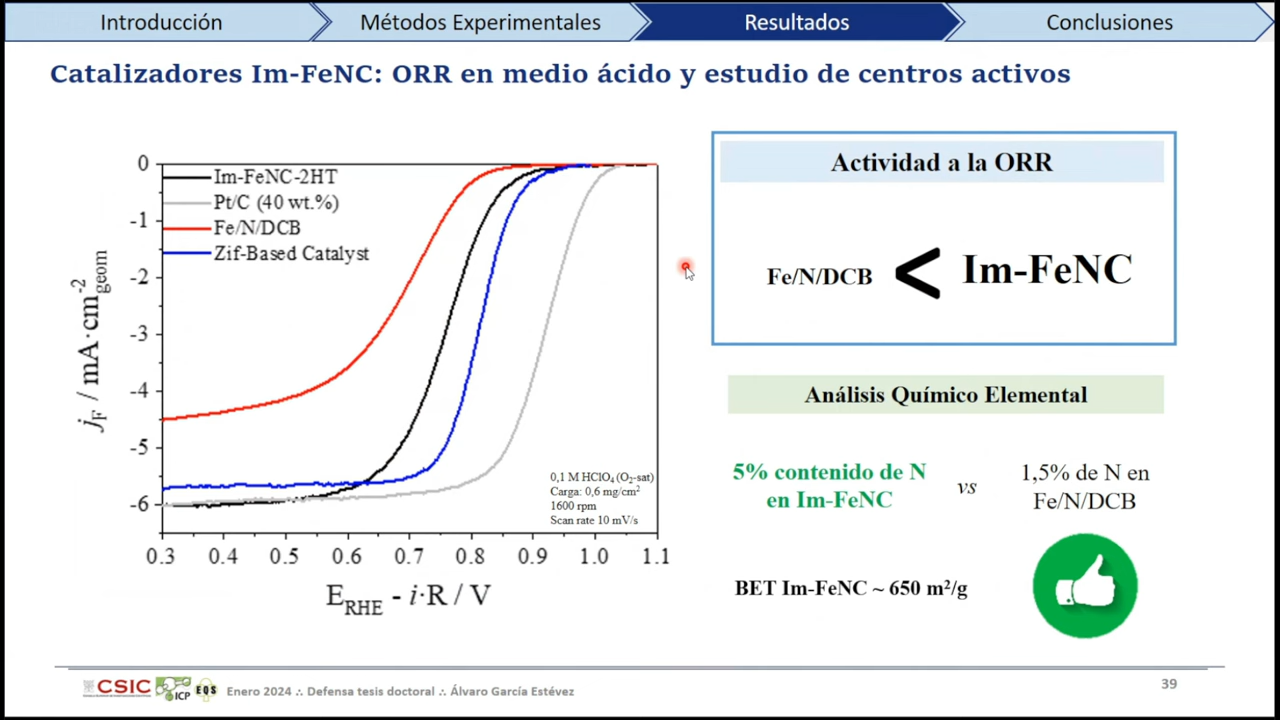 Introducción
Métodos Experimentales
Resultados
Conclusiones
Catalizadores Im-FeNC: ORR en medio ácido y estudio de centros activos
0
-1
-2
-3
-4
-5
-6
j_F / mA·cm⁻²_geom
Im-FeNC-2HT
Pt/C (40 wt.%)
Fe/N/DCB
Zif-Based Catalyst
0,1 M HClO₄ (O₂-sat)
Carga: 0,6 mg/cm²
1600 rpm
Scan rate 10 mV/s
0.3 0.4 0.5 0.6 0.7 0.8 0.9 1.0 1.1
E_RHE - i·R / V
Actividad a la ORR
Fe/N/DCB < Im-FeNC
Análisis Químico Elemental
5% contenido de N
en Im-FeNC
vs
1,5% de N en
Fe/N/DCB
BET Im-FeNC ~ 650 m²/g
CSIC
ICP
EQS
Enero 2024 ∴ Defensa tesis doctoral ∴ Álvaro García Estévez
39